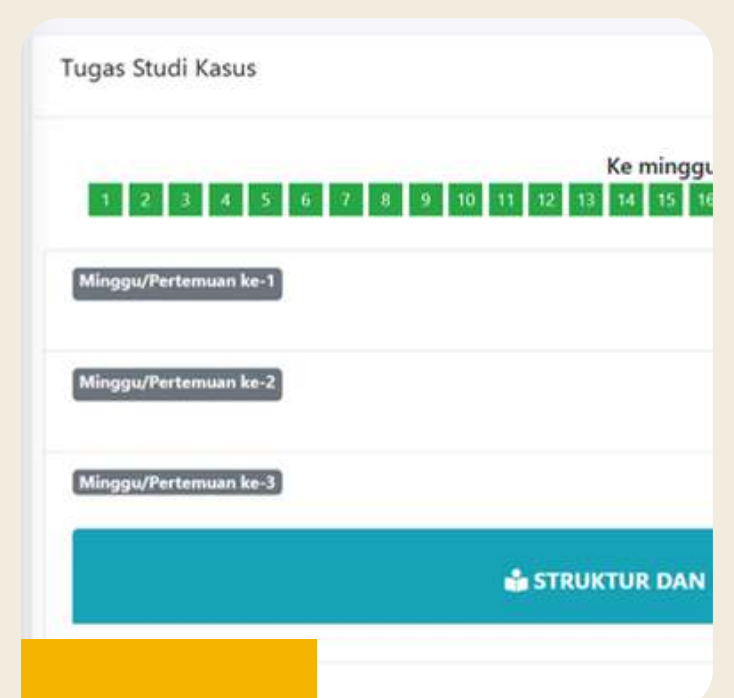 Tugas Studi Kasus
Ke minggu
1 2 3 4 5 6 7 8 9 10 11 12 13 14 15 16
Minggu/Pertemuan ke-1
Minggu/Pertemuan ke-2
Minggu/Pertemuan ke-3
STRUKTUR DAN